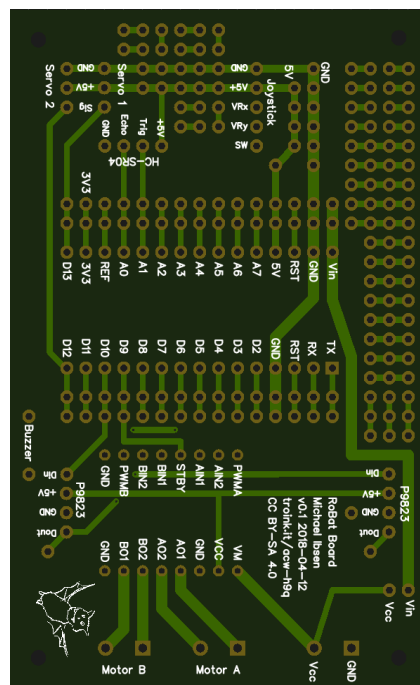 GND
GND
5V
GND
Servo 2
+5V
Servo 1
+5V
Sig
Joystick
VRx
VRy
SW
GND
Echo
Trig
+5V
HC-SR04
3V3
D13
3V3
REF
A0
A1
A2
A3
A4
A5
A6
A7
5V
RST
GND
Vin
D12
D11
D10
D9
D8
D7
D6
D5
D4
D3
D2
GND
RST
RX
TX
Buzzer
GND
PWMB
BIN2
BIN1
STBY
AIN1
AIN2
PWMA
Din
+5V
GND
Dout
P9823
Din
+5V
GND
Dout
P9823
RoBat Board
Michael Ibsen
v0.1 2018-04-12
trolnk.it/acw-h9q
CC BY-SA 4.0
GND
BO1
BO2
AO2
AO1
GND
VCC
VM
Vcc
Vin
Motor B
Motor A
Vcc
GND